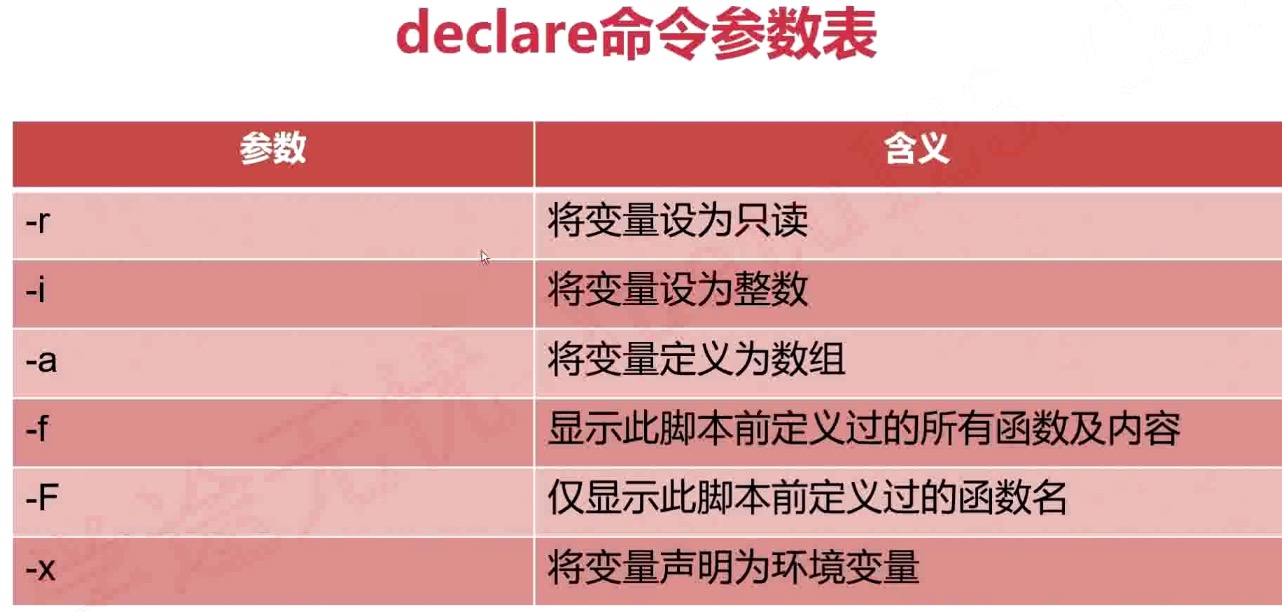 declare命令参数表
参数 含义
-r 将变量设为只读
-i 将变量设为整数
-a 将变量定义为数组
-f 显示此脚本前定义过的所有函数及内容
-F 仅显示此脚本前定义过的函数名
-x 将变量声明为环境变量